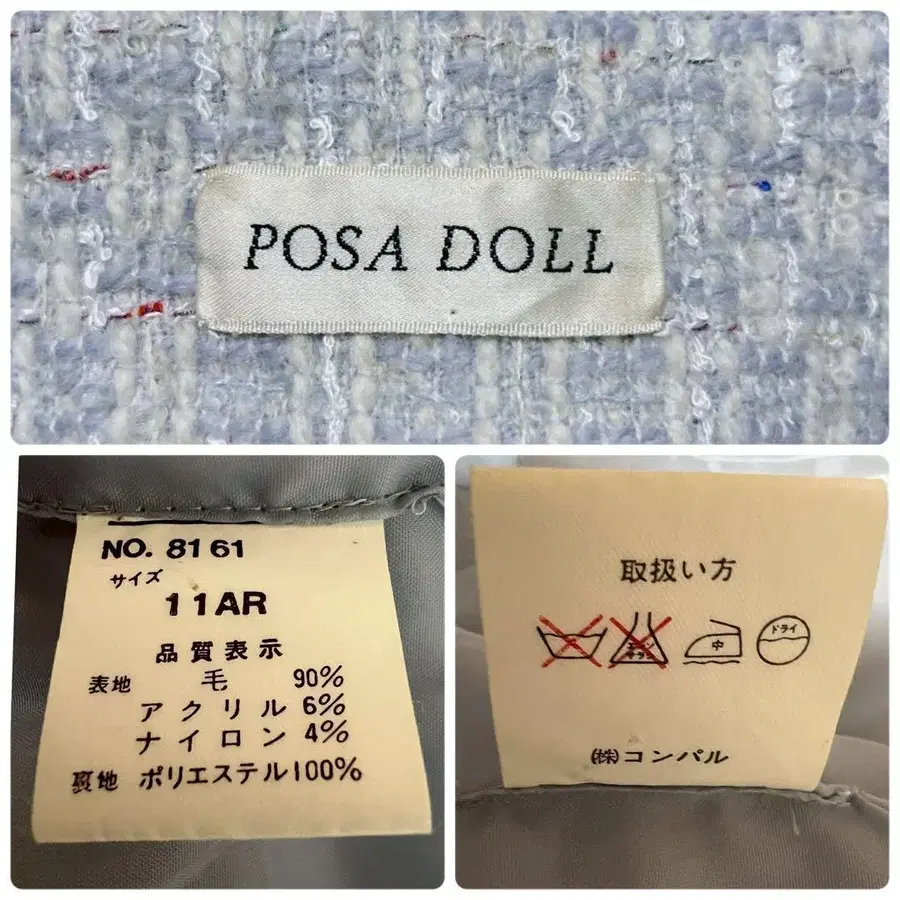 POSA DOLL
NO. 8161
サイズ
11AR
品質表示
表地 毛 90%
アクリル 6%
ナイロン 4%
裏地 ポリエステル100%
取扱い方
中
ドライ
㈱コンパル